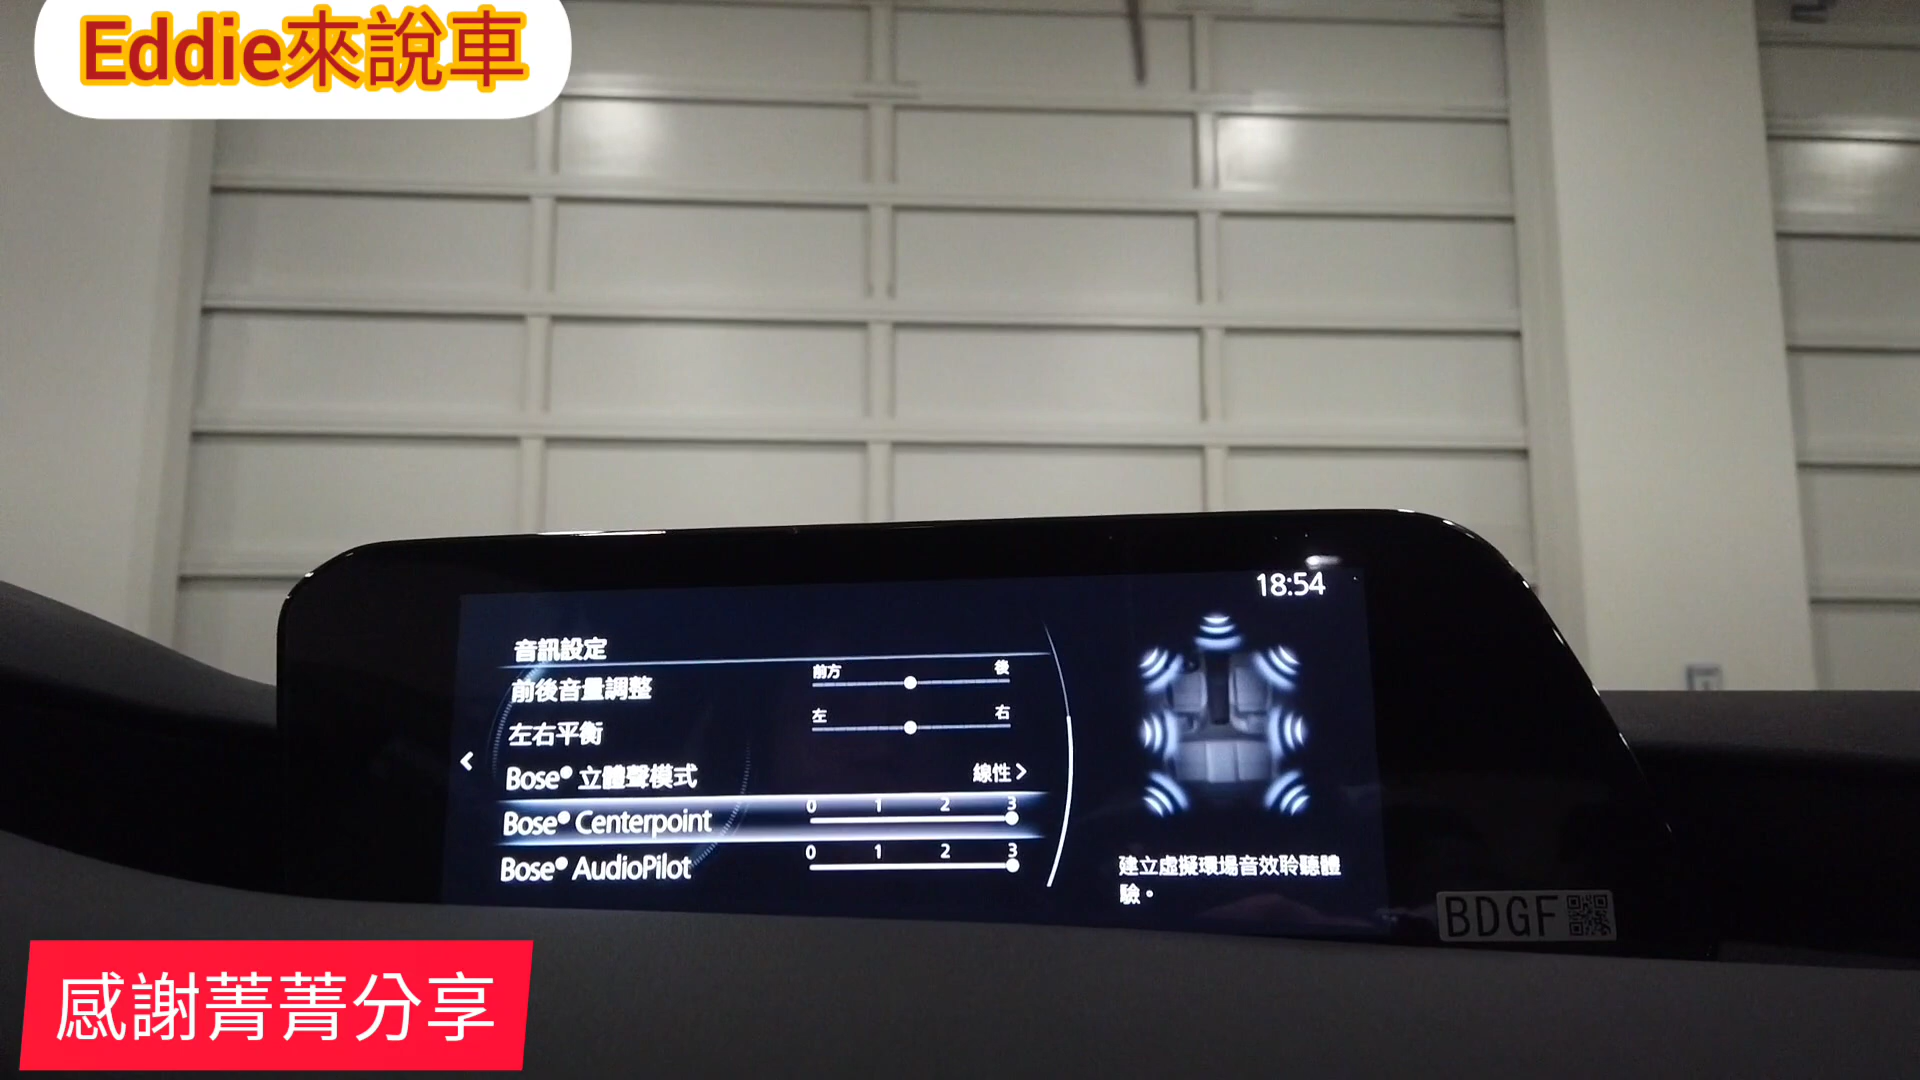 Eddie來說車
18:54
音訊設定
前後音量調整
前方 後
左右平衡
左 右
Bose® 立體聲模式 線性 >
Bose® Centerpoint
0 1 2 3
Bose® AudioPilot
0 1 2 3
建立虛擬環場音效聆聽體
驗。
BDGF
感謝菁菁分享